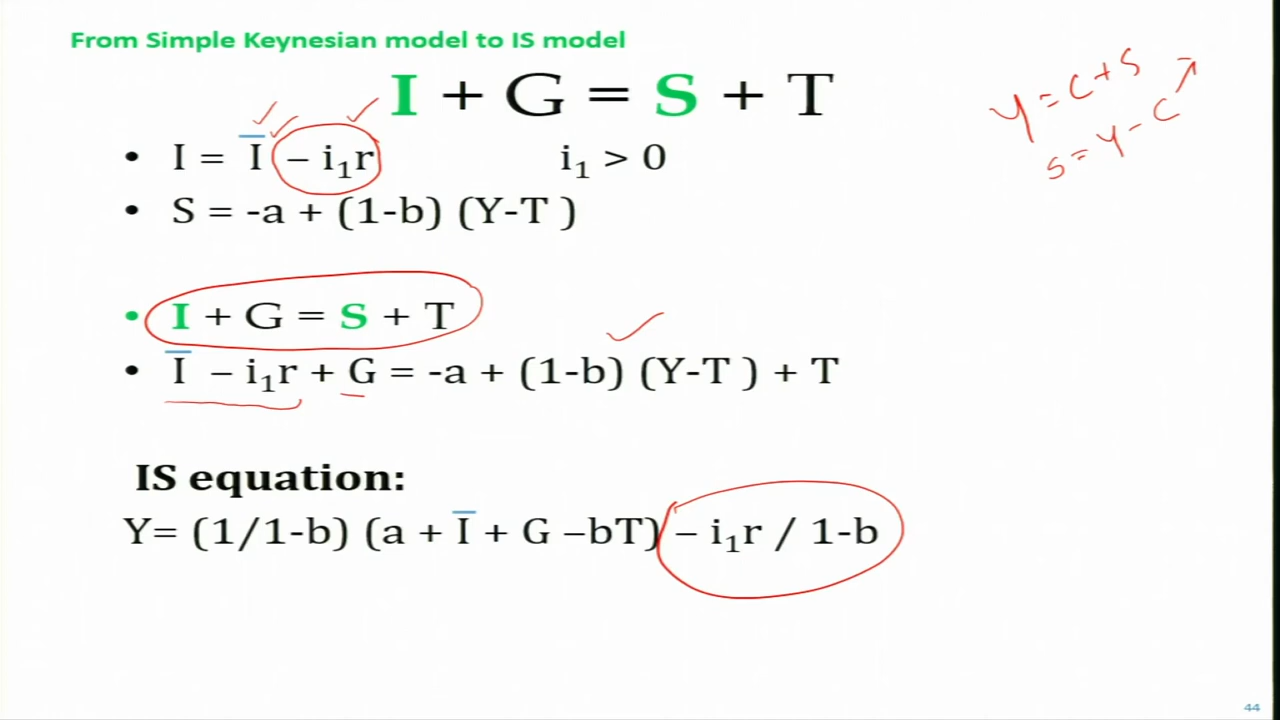 From Simple Keynesian model to IS model
I + G = S + T
Y = C + S
S = Y - C
• I = I̅ – i₁r i₁ > 0
• S = -a + (1-b) (Y-T )
• I + G = S + T
• I̅ – i₁r + G = -a + (1-b) (Y-T ) + T
IS equation:
Y= (1/1-b) (a + I̅ + G –bT) – i₁r / 1-b
44